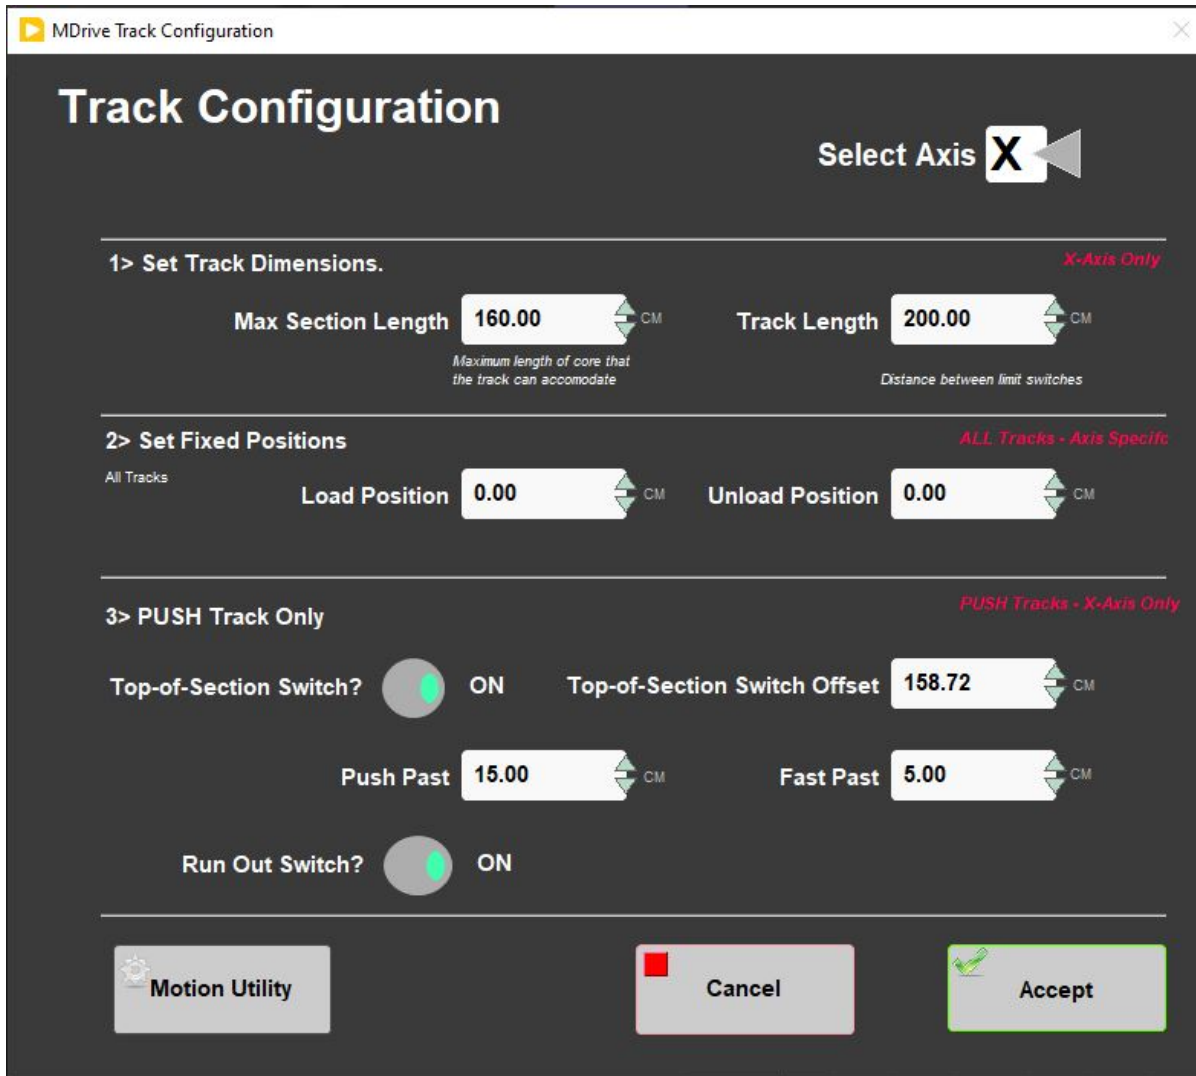 MDrive Track Configuration
Track Configuration
Select Axis X
1> Set Track Dimensions.
X-Axis Only
Max Section Length 160.00 CM
Track Length 200.00 CM
Maximum length of core that
the track can accomodate
Distance between limit switches
2> Set Fixed Positions
ALL Tracks - Axis Specifc
All Tracks
Load Position 0.00 CM
Unload Position 0.00 CM
3> PUSH Track Only
PUSH Tracks - X-Axis Only
Top-of-Section Switch? ON
Top-of-Section Switch Offset 158.72 CM
Push Past 15.00 CM
Fast Past 5.00 CM
Run Out Switch? ON
Motion Utility
Cancel
Accept